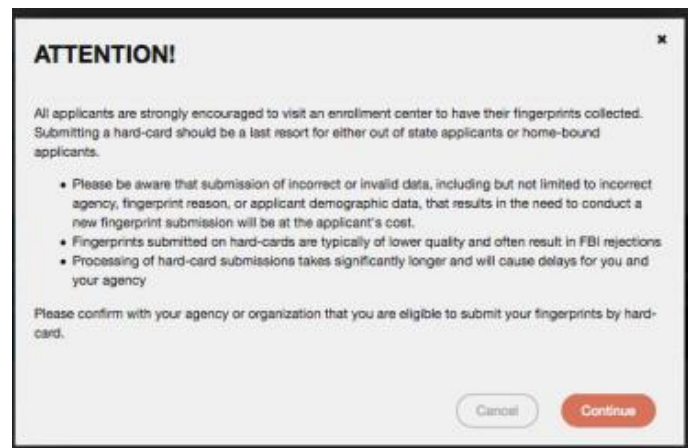 ATTENTION!
All applicants are strongly encouraged to visit an enrollment center to have their fingerprints collected.
Submitting a hard-card should be a last resort for either out of state applicants or home-bound
applicants.
• Please be aware that submission of incorrect or invalid data, including but not limited to incorrect
agency, fingerprint reason, or applicant demographic data, that results in the need to conduct a
new fingerprint submission will be at the applicant's cost.
• Fingerprints submitted on hard-cards are typically of lower quality and often result in FBI rejections
• Processing of hard-card submissions takes significantly longer and will cause delays for you and
your agency
Please confirm with your agency or organization that you are eligible to submit your fingerprints by hard-
card.
Cancel Continue